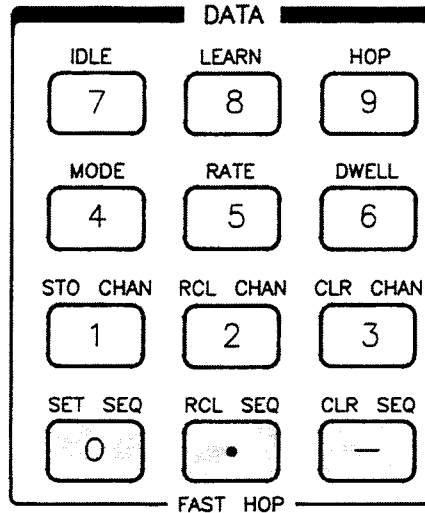 DATA
IDLE LEARN HOP
7 8 9
MODE RATE DWELL
4 5 6
STO CHAN RCL CHAN CLR CHAN
1 2 3
SET SEQ RCL SEQ CLR SEQ
0 • —
FAST HOP